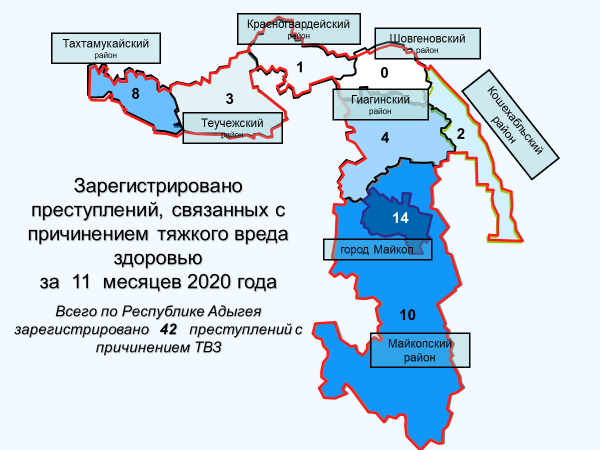 Красногвардейский
район
Тахтамукайский
район
Шовгеновский
район
1
0
8
3
Гиагинский
район
Кошехабльский
район
Теучежский
район
4
2
Зарегистрировано
преступлений, связанных с
причинением тяжкого вреда
здоровью
за 11 месяцев 2020 года
14
город Майкоп
Всего по Республике Адыгея
зарегистрировано 42 преступлений с
причинением ТВЗ
10
Майкопский
район